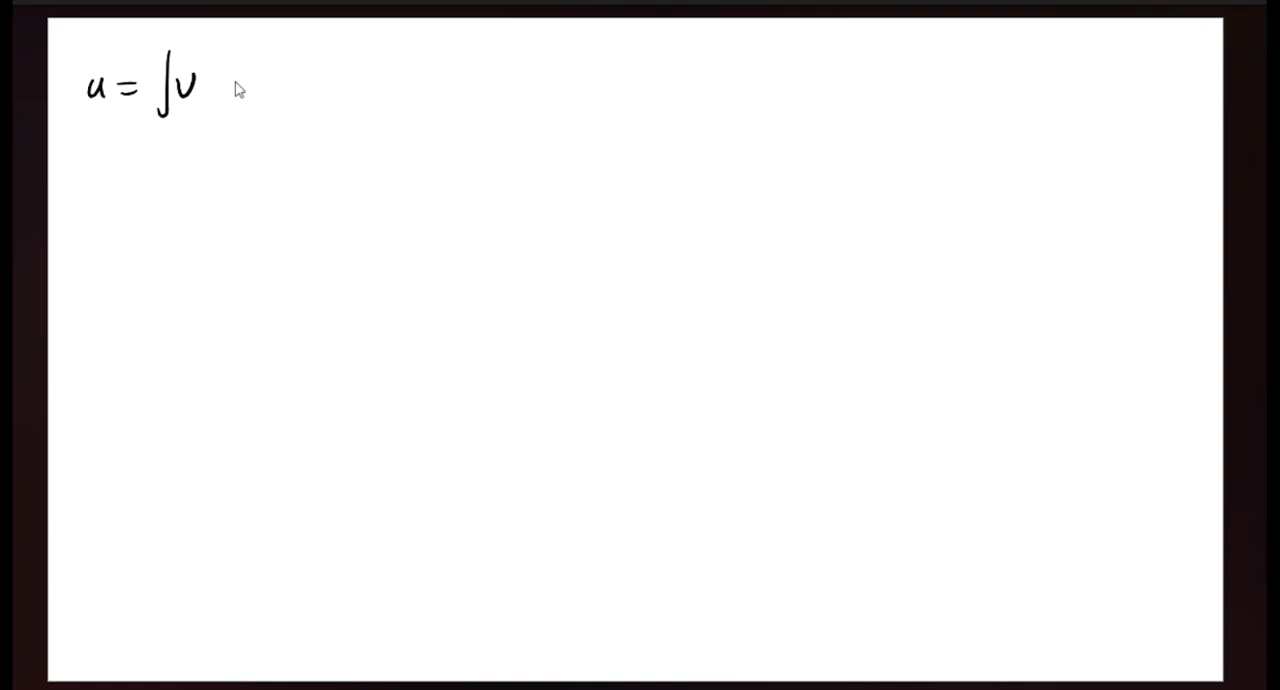 u = ∫v